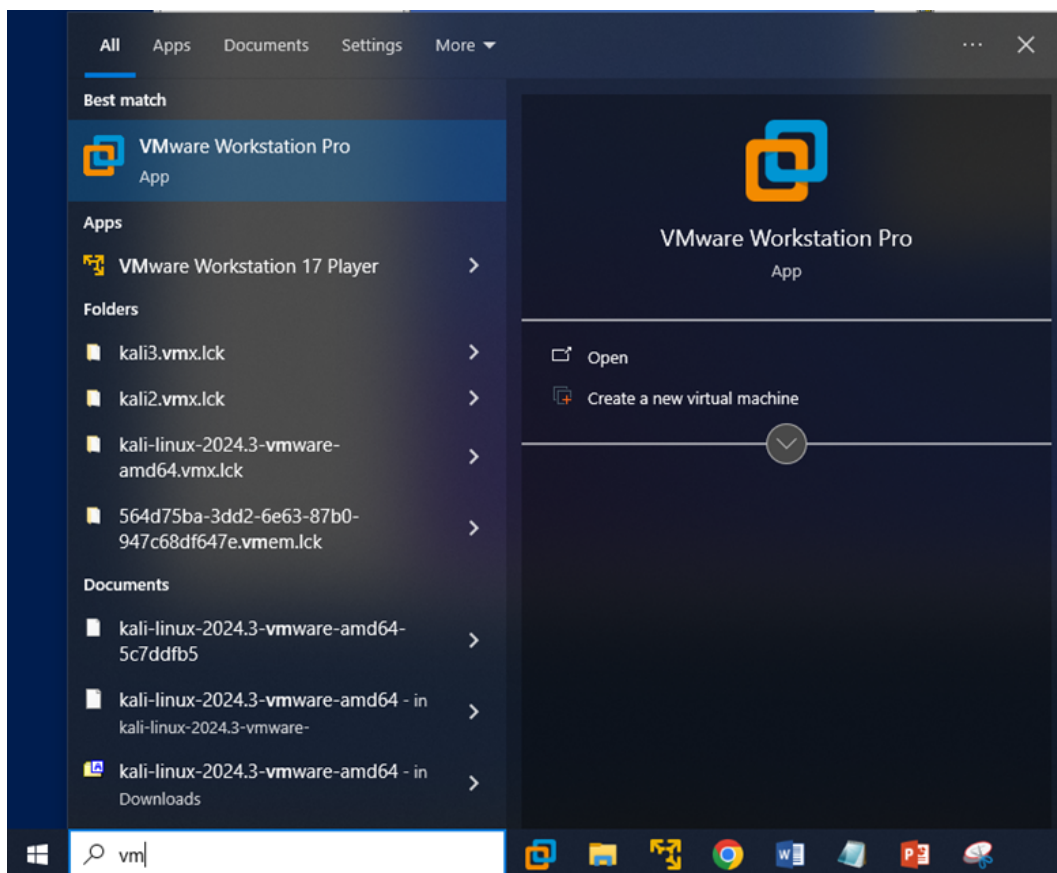 All Apps Documents Settings More
Best match
VMware Workstation Pro
App
Apps
VMware Workstation 17 Player
Folders
kali3.vmx.lck
kali2.vmx.lck
kali-linux-2024.3-vmware-
amd64.vmx.lck
564d75ba-3dd2-6e63-87b0-
947c68df647e.vmem.lck
Documents
kali-linux-2024.3-vmware-amd64-
5c7ddfb5
kali-linux-2024.3-vmware-amd64 - in
kali-linux-2024.3-vmware-
kali-linux-2024.3-vmware-amd64 - in
Downloads
vm
VMware Workstation Pro
App
Open
Create a new virtual machine